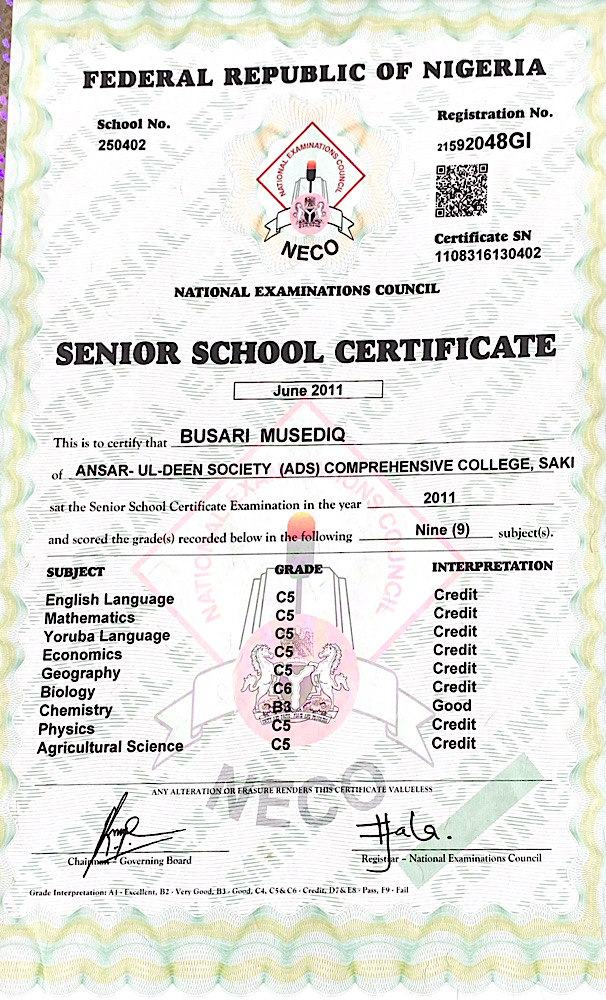 FEDERAL REPUBLIC OF NIGERIA
School No.
250402
Registration No.
21592048GI
NATIONAL EXAMINATIONS COUNCIL
NECO
Certificate SN
1108316130402
NATIONAL EXAMINATIONS COUNCIL
SENIOR SCHOOL CERTIFICATE
June 2011
This is to certify that BUSARI MUSEDIQ
of ANSAR- UL-DEEN SOCIETY (ADS) COMPREHENSIVE COLLEGE, SAKI
sat the Senior School Certificate Examination in the year 2011
and scored the grade(s) recorded below in the following Nine (9) subject(s).
SUBJECT GRADE INTERPRETATION
English Language C5 Credit
Mathematics C5 Credit
Yoruba Language C5 Credit
Economics C5 Credit
Geography C5 Credit
Biology C6 Credit
Chemistry B3 Good
Physics C5 Credit
Agricultural Science C5 Credit
NATIONAL EXAMINATIONS COUNCIL
NECO
ANY ALTERATION OR ERASURE RENDERS THIS CERTIFICATE VALUELESS
Chairman - Governing Board
Registrar - National Examinations Council
Grade Interpretation: A1 - Excellent, B2 - Very Good, B3 - Good, C4, C5 & C6 - Credit, D7 & E8 - Pass, F9 - Fail